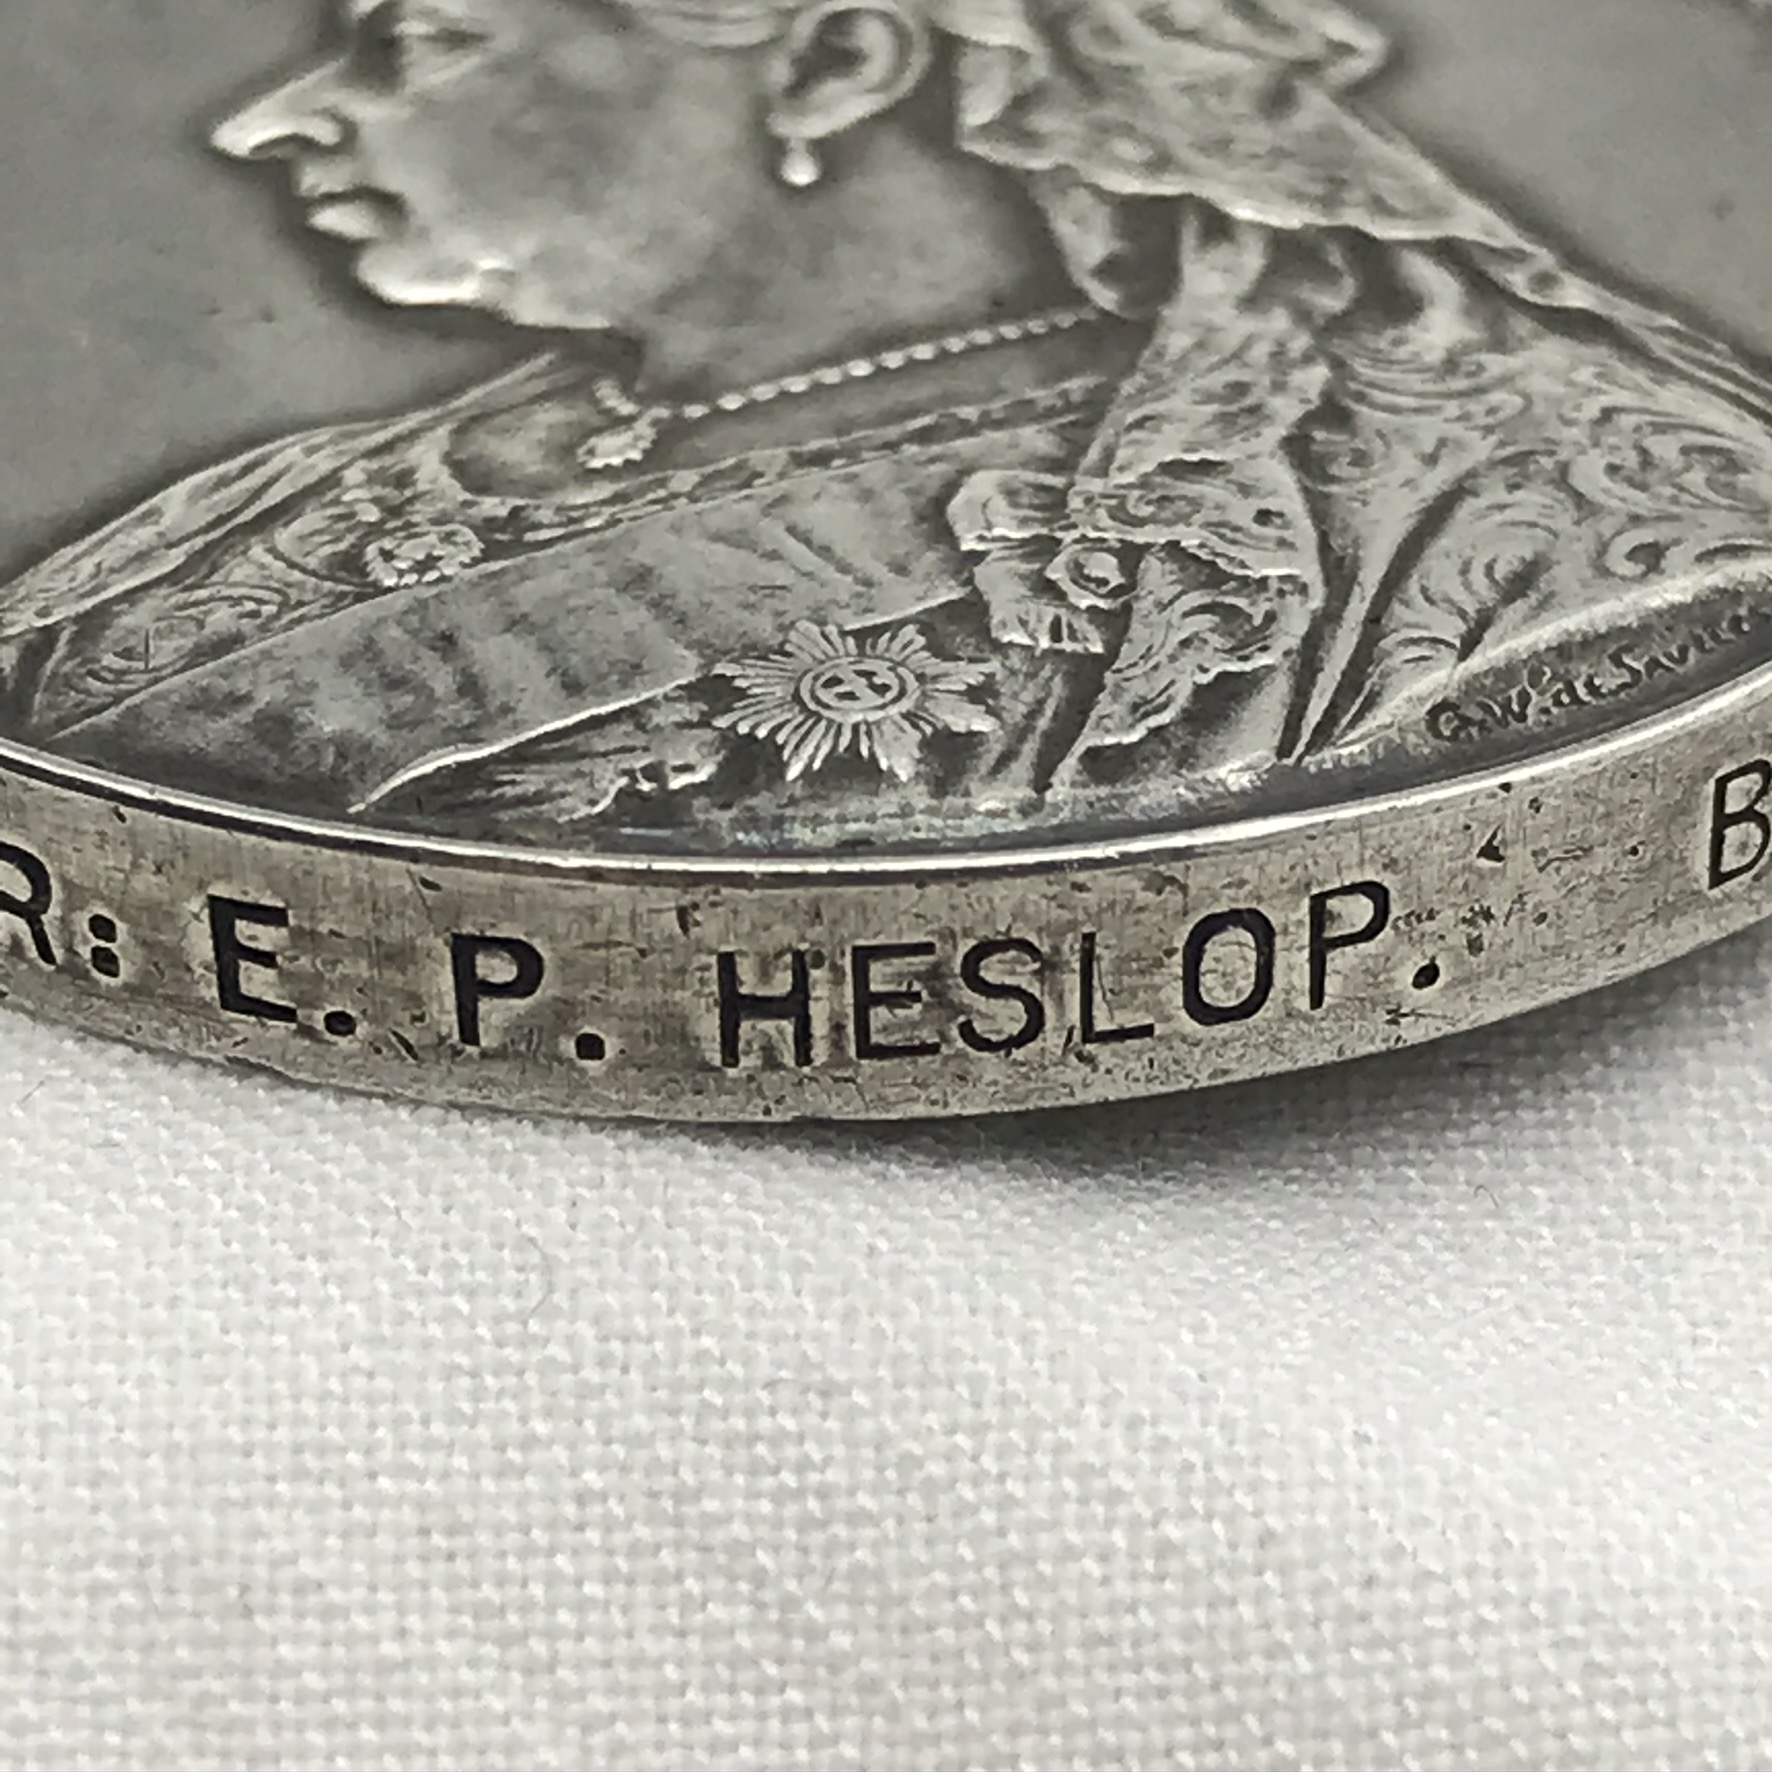 G.W. de Saulles
R: E. P. HESLOP. B